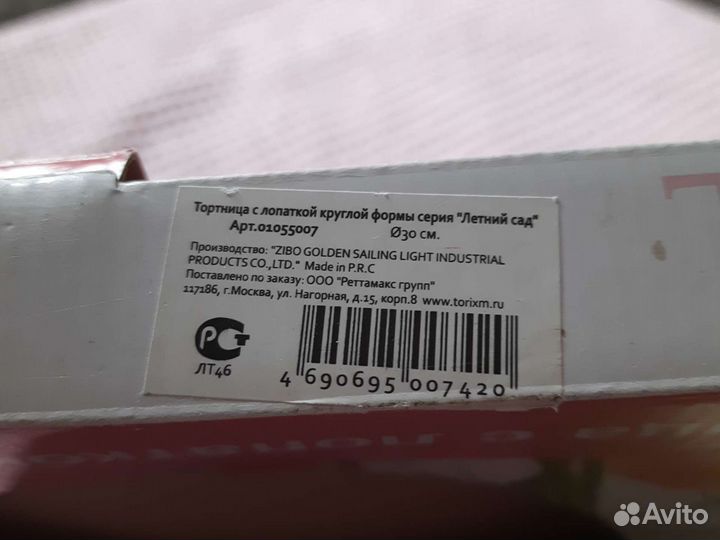 Тортница с лопаткой круглой формы серия "Летний сад"
Арт.01055007 Ø30 см.
Производство: "ZIBO GOLDEN SAILING LIGHT INDUSTRIAL
PRODUCTS CO.,LTD." Made in P.R.C
Поставлено по заказу: ООО "Реттамакс групп"
117186, г.Москва, ул. Нагорная, д.15, корп.8 www.torixm.ru
РСТ
ЛТ46
4 690695 007420
Avito